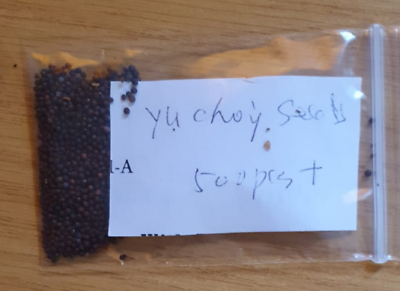 yu choy. Seeds
-A
500pcs +